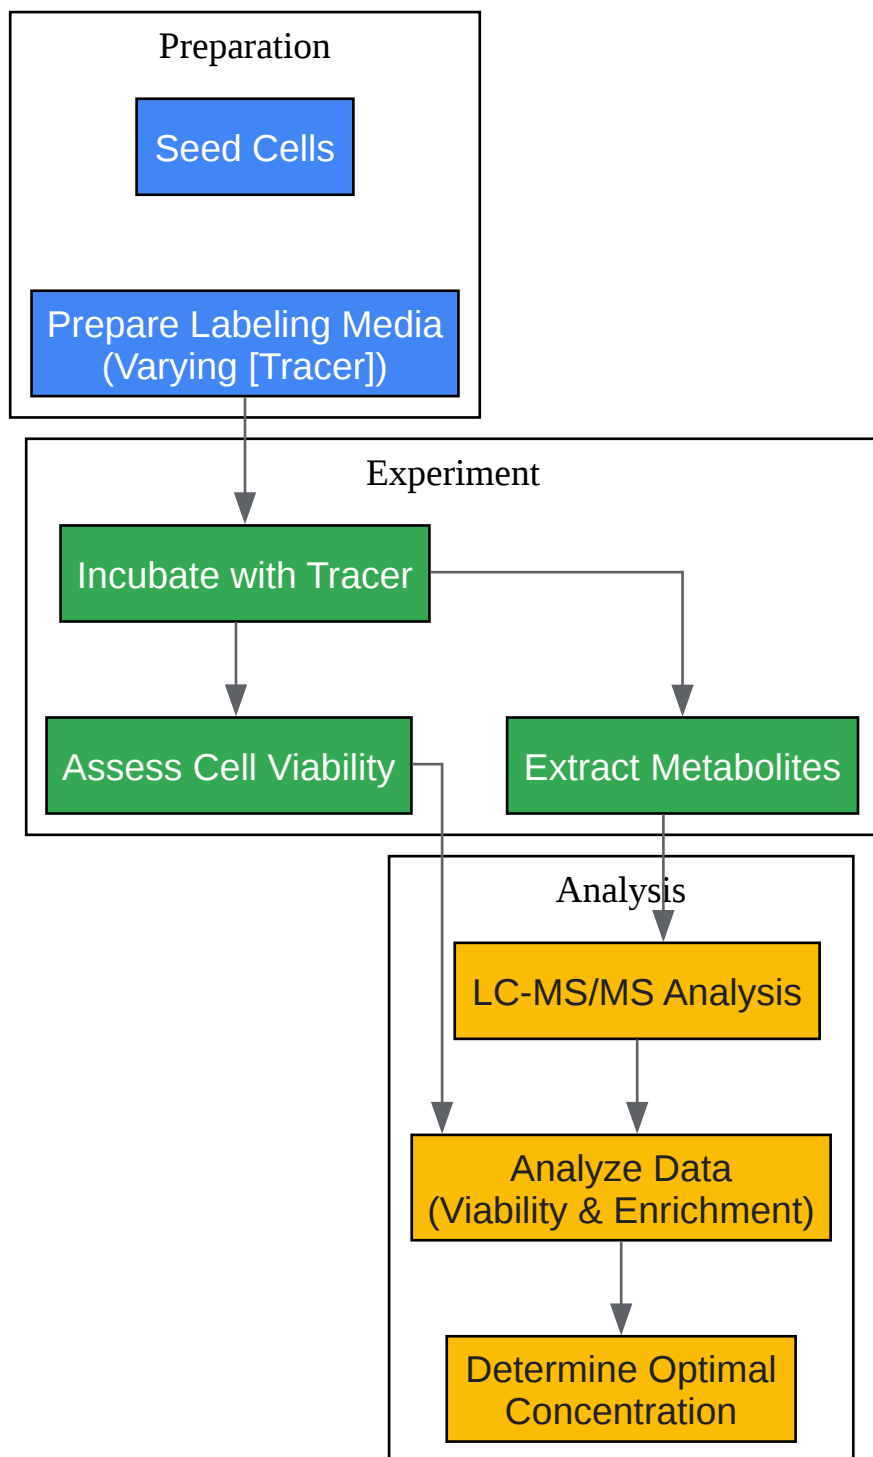 Preparation
Seed Cells
Prepare Labeling Media
(Varying [Tracer])
Experiment
Incubate with Tracer
Assess Cell Viability
Extract Metabolites
Analysis
LC-MS/MS Analysis
Analyze Data
(Viability & Enrichment)
Determine Optimal
Concentration